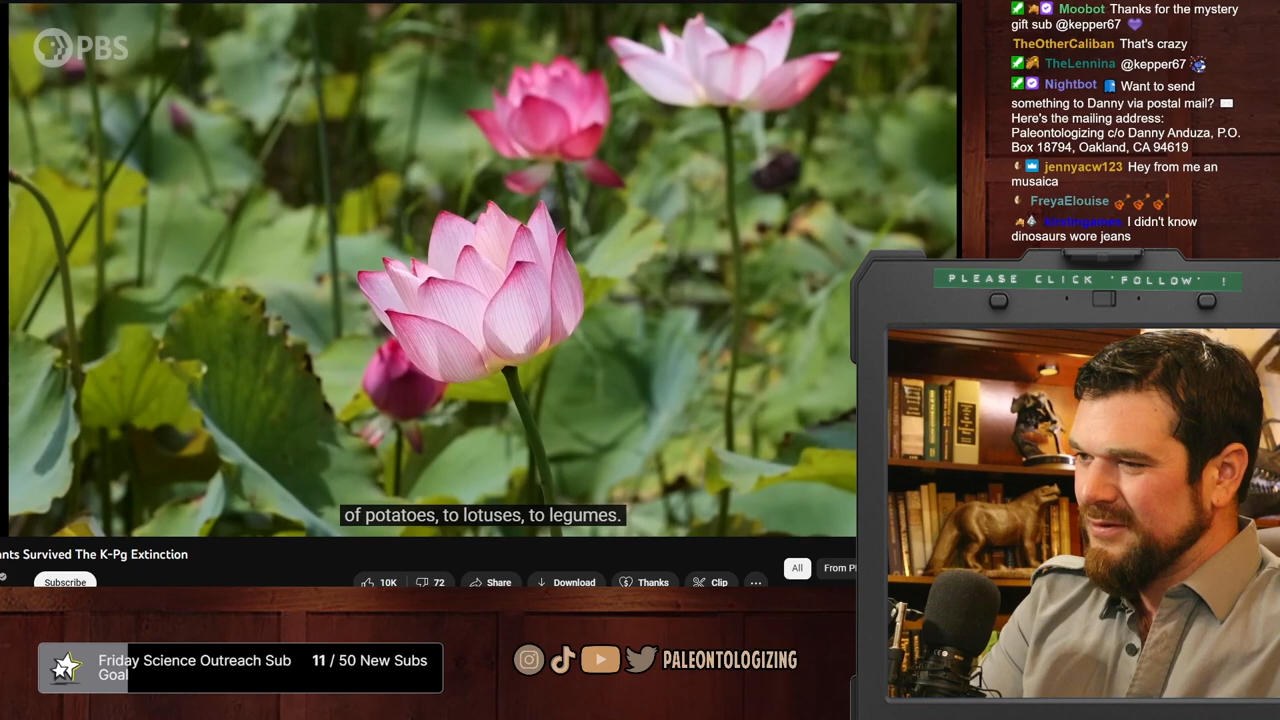 PBS
of potatoes, to lotuses, to legumes.
ants Survived The K-Pg Extinction
Subscribe
10K
72
Share
Download
Thanks
Clip
...
All
From P
Friday Science Outreach Sub
Goal
11 / 50 New Subs
PALEONTOLOGIZING
Moobot Thanks for the mystery
gift sub @kepper67
TheOtherCaliban That's crazy
TheLennina @kepper67
Nightbot Want to send
something to Danny via postal mail?
Here's the mailing address:
Paleontologizing c/o Danny Anduza, P.O.
Box 18794, Oakland, CA 94619
jennyacw123 Hey from me an
musaica
FreyaElouise
I didn't know
dinosaurs wore jeans
PLEASE CLICK 'FOLLOW' !